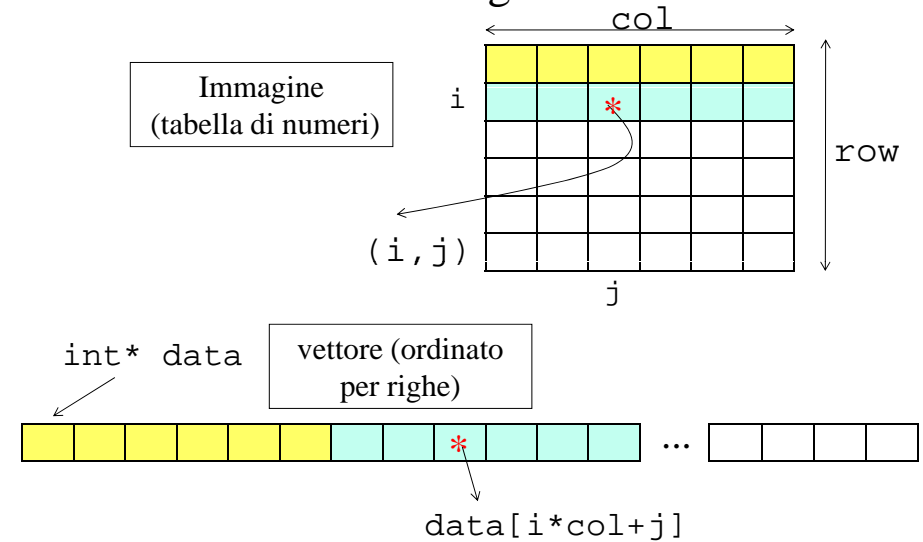 col
Immagine
(tabella di numeri)
i
*
row
(i,j)
j
int* data
vettore (ordinato
per righe)
*
...
data[i*col+j]